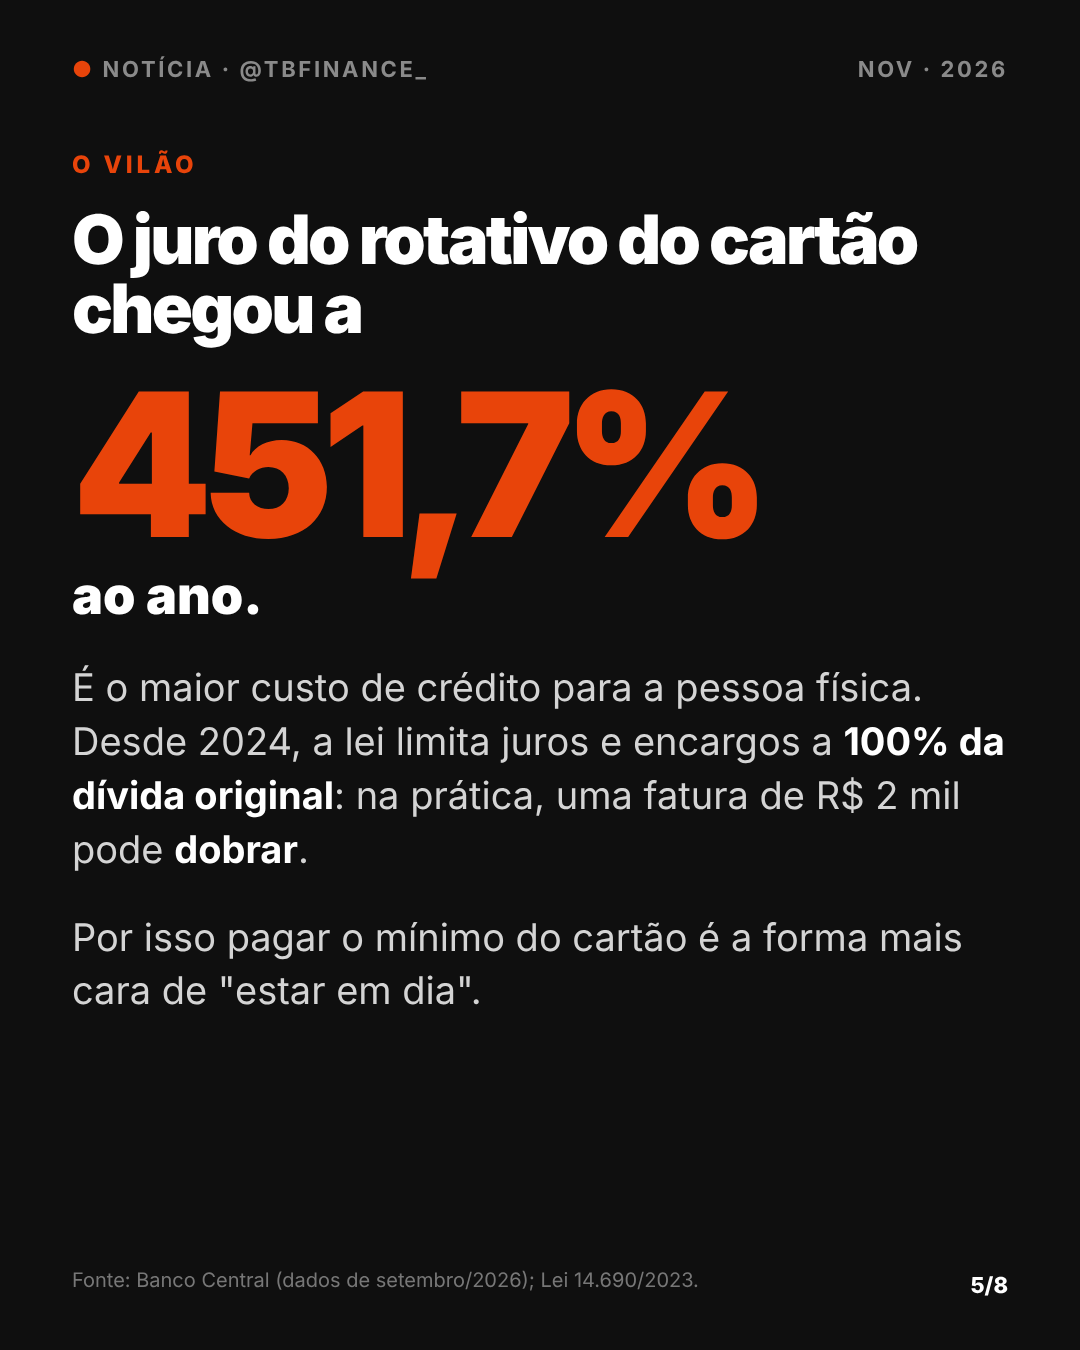 NOTÍCIA · @TBFINANCE_
NOV · 2026
O VILÃO
O juro do rotativo do cartão
chegou a
451,7%
ao ano.
É o maior custo de crédito para a pessoa física.
Desde 2024, a lei limita juros e encargos a 100% da
dívida original: na prática, uma fatura de R$ 2 mil
pode dobrar.
Por isso pagar o mínimo do cartão é a forma mais
cara de "estar em dia".
Fonte: Banco Central (dados de setembro/2026); Lei 14.690/2023.
5/8